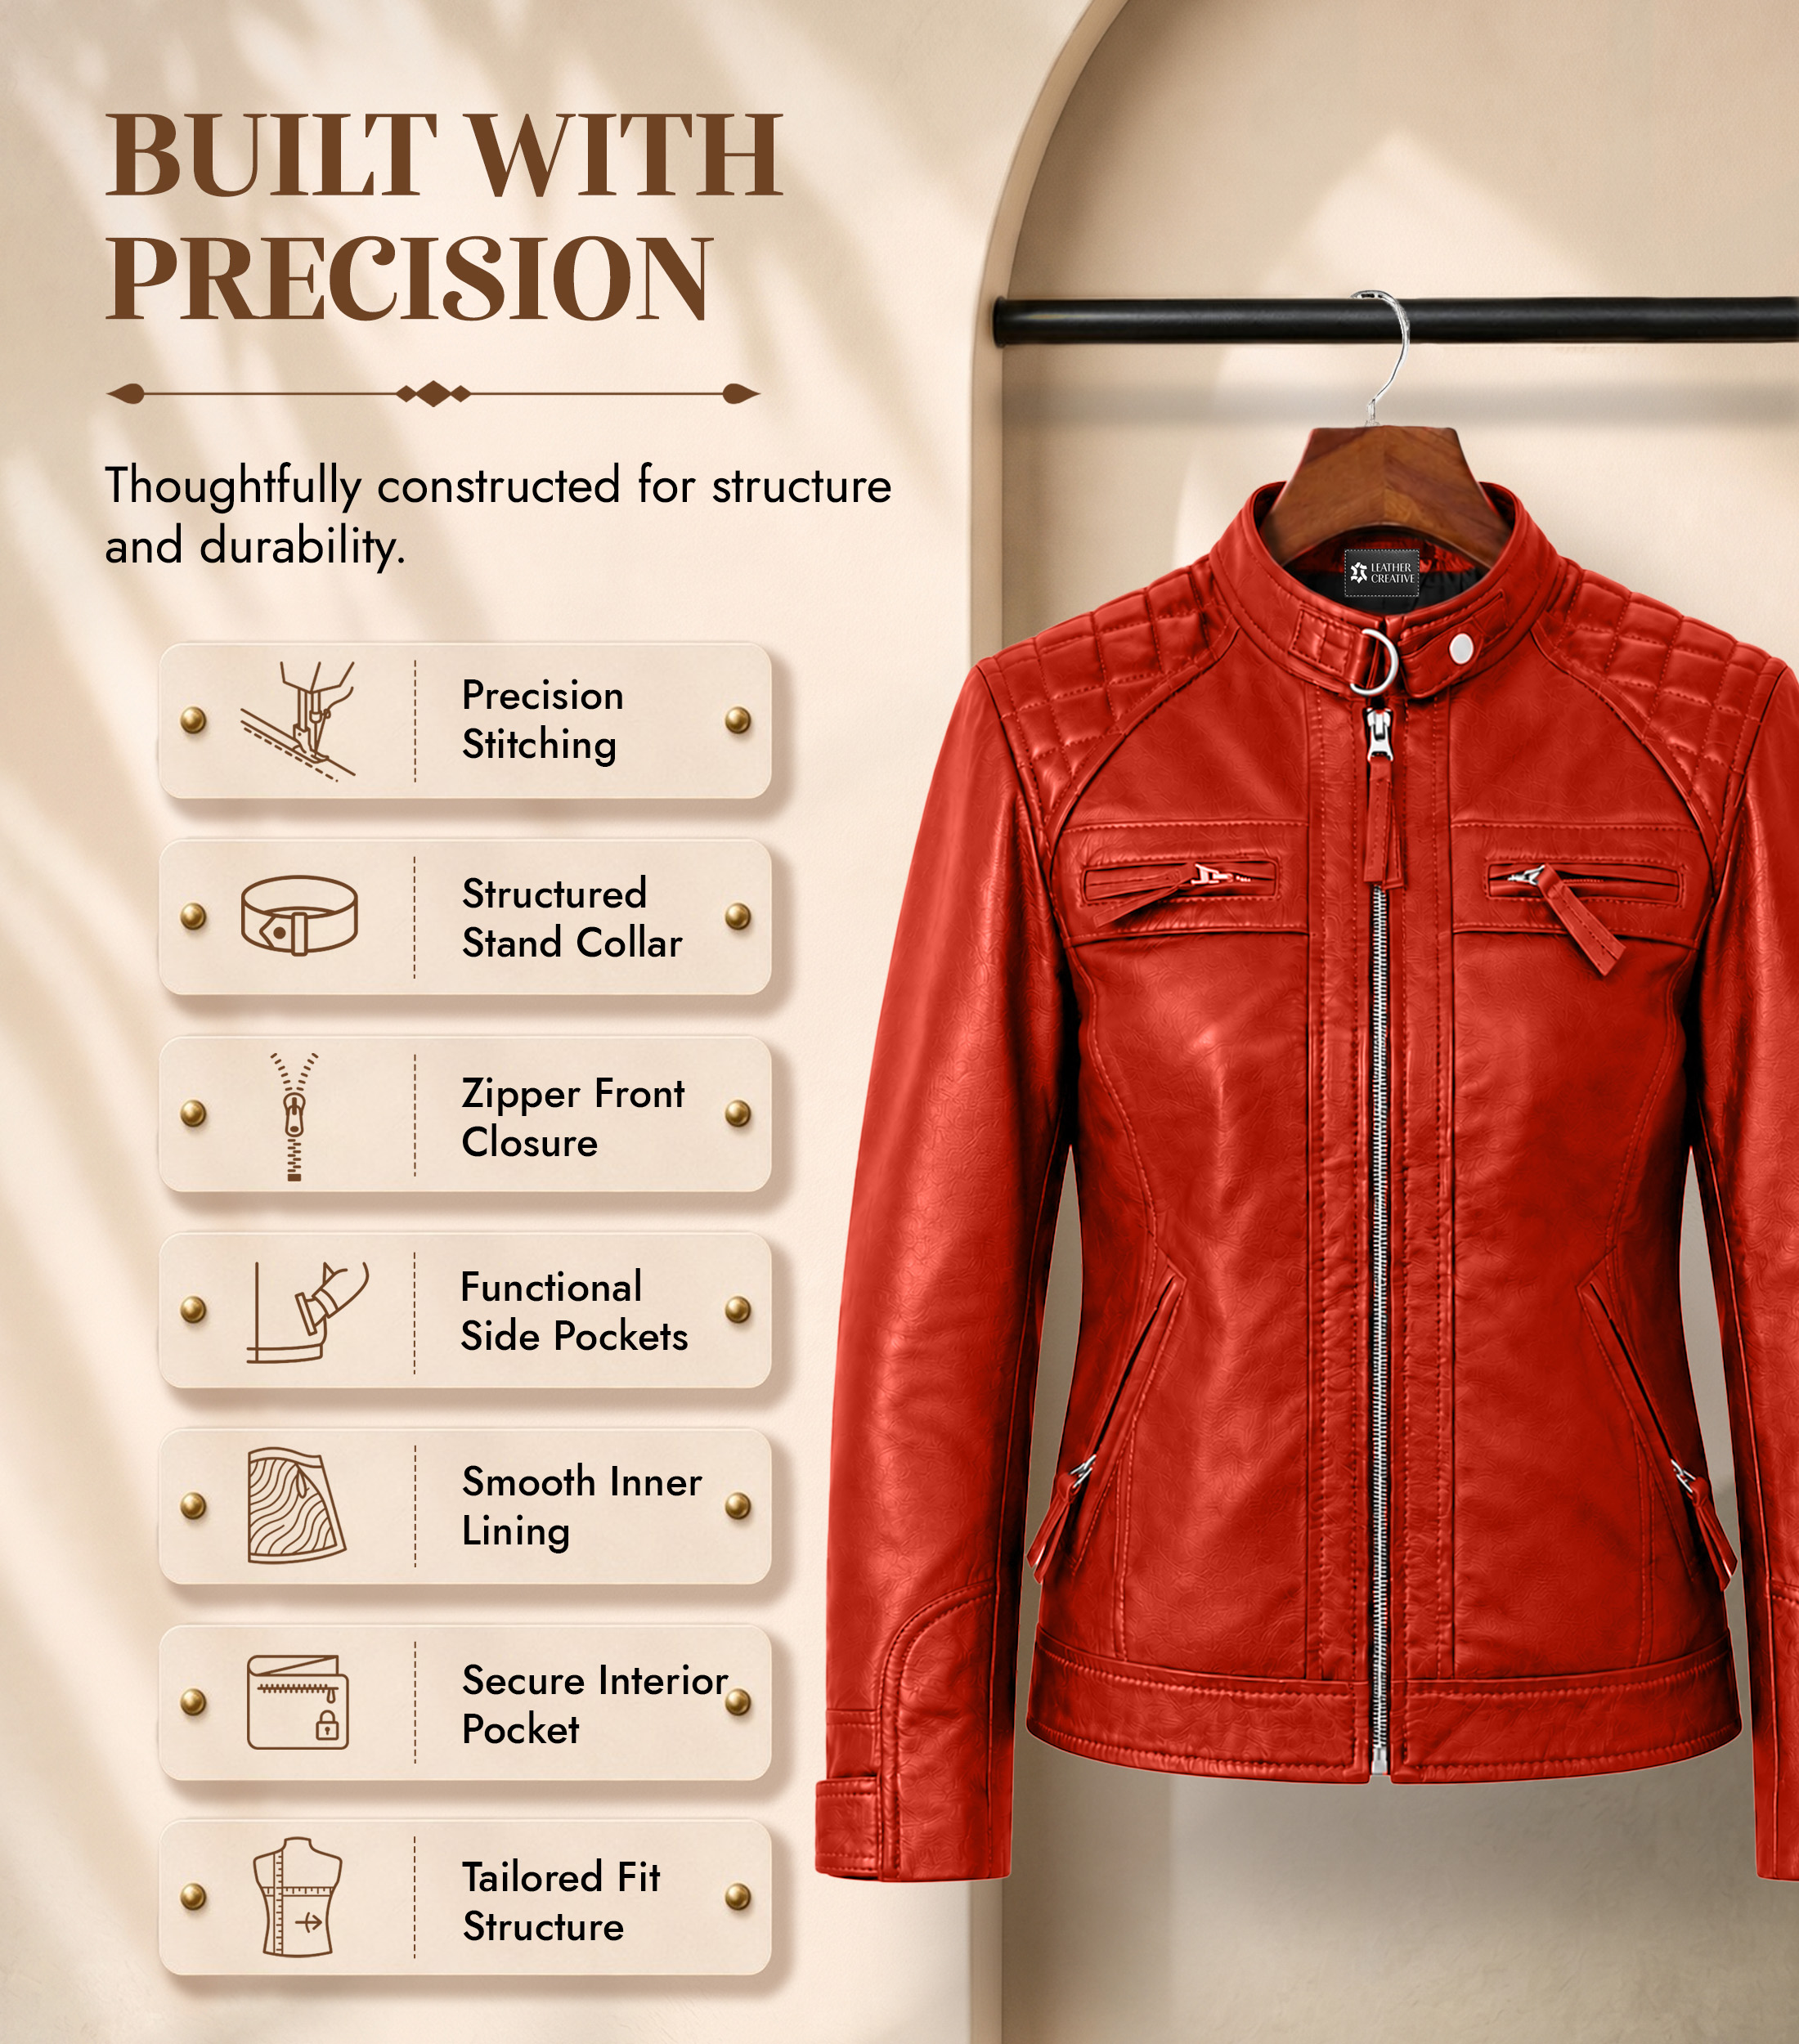 BUILT WITH
PRECISION
Thoughtfully constructed for structure
and durability.
Precision
Stitching
Structured
Stand Collar
Zipper Front
Closure
Functional
Side Pockets
Smooth Inner
Lining
Secure Interior
Pocket
Tailored Fit
Structure
LEATHER
CREATIVE